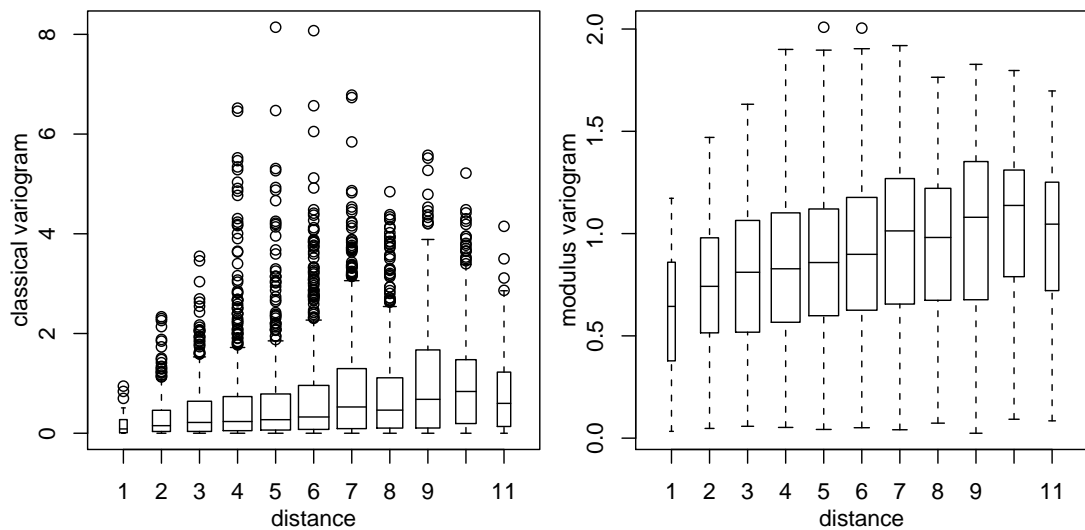 classical variogram
8
6
4
2
0
1 2 3 4 5 6 7 8 9 11
distance
modulus variogram
2.0
1.5
1.0
0.5
0.0
1 2 3 4 5 6 7 8 9 11
distance